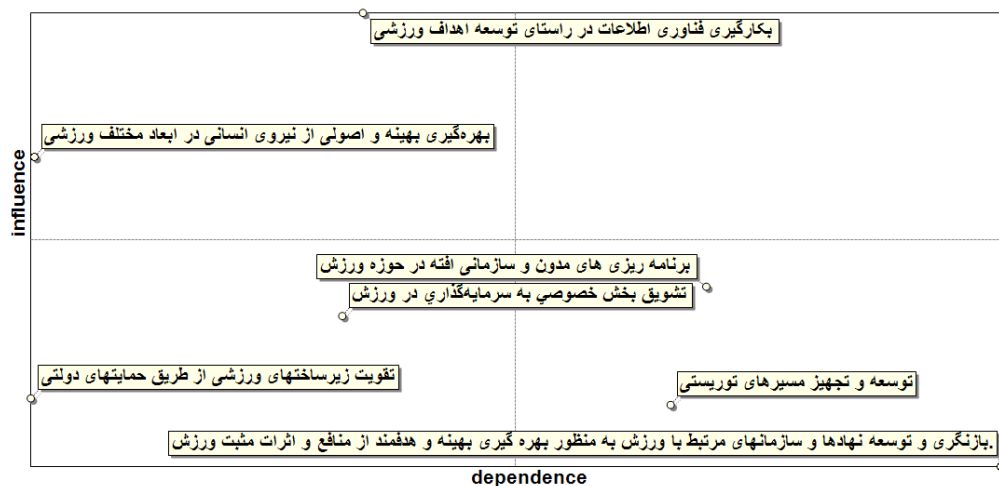 بکارگیری فناوری اطلاعات در راستای توسعه اهداف ورزشی
بهره‌گیری بهینه و اصولی از نیروی انسانی در ابعاد مختلف ورزشی
influence
برنامه ریزی های مدون و سازمانی افته در حوزه ورزش
تشويق بخش خصوصي به سرمايه‌گذاري در ورزش
تقویت زیرساختهای ورزشی از طریق حمایتهای دولتی
توسعه و تجهیز مسیرهای توریستی
بازنگری و توسعه نهادها و سازمانهای مرتبط با ورزش به منظور بهره گیری بهینه و هدفمند از منافع و اثرات مثبت ورزش.
dependence